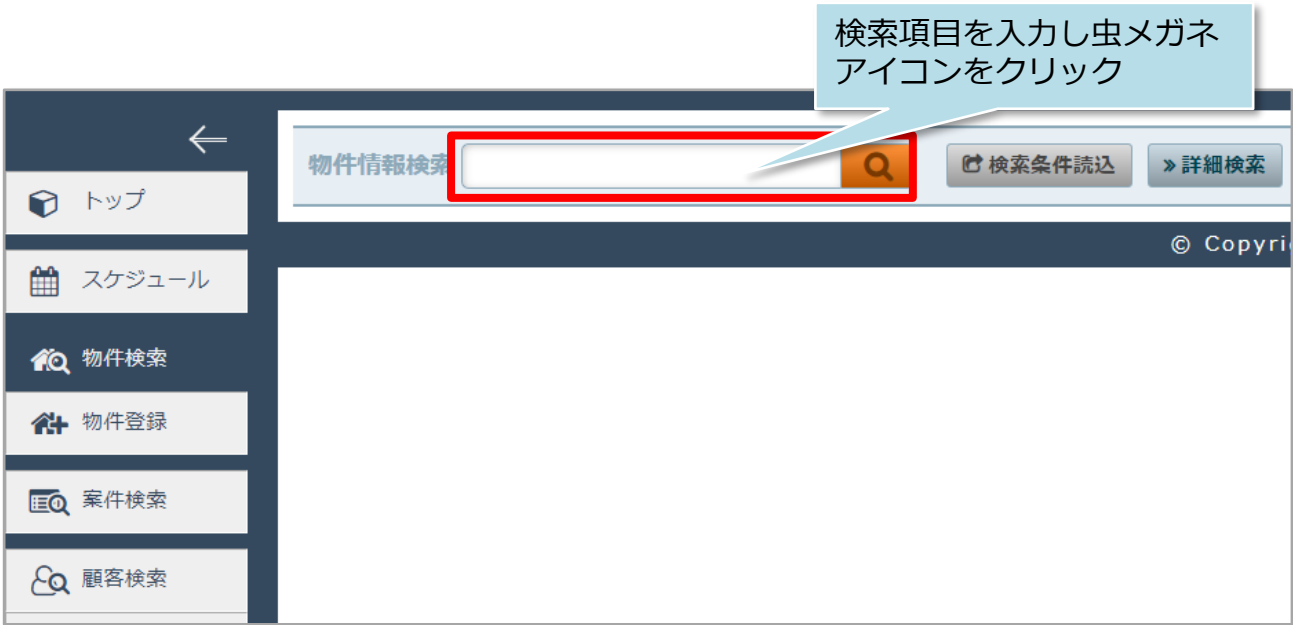 検索項目を入力し虫メガネ
アイコンをクリック
物件情報検索
検索条件読込
» 詳細検索
© Copyri
トップ
スケジュール
物件検索
物件登録
案件検索
顧客検索